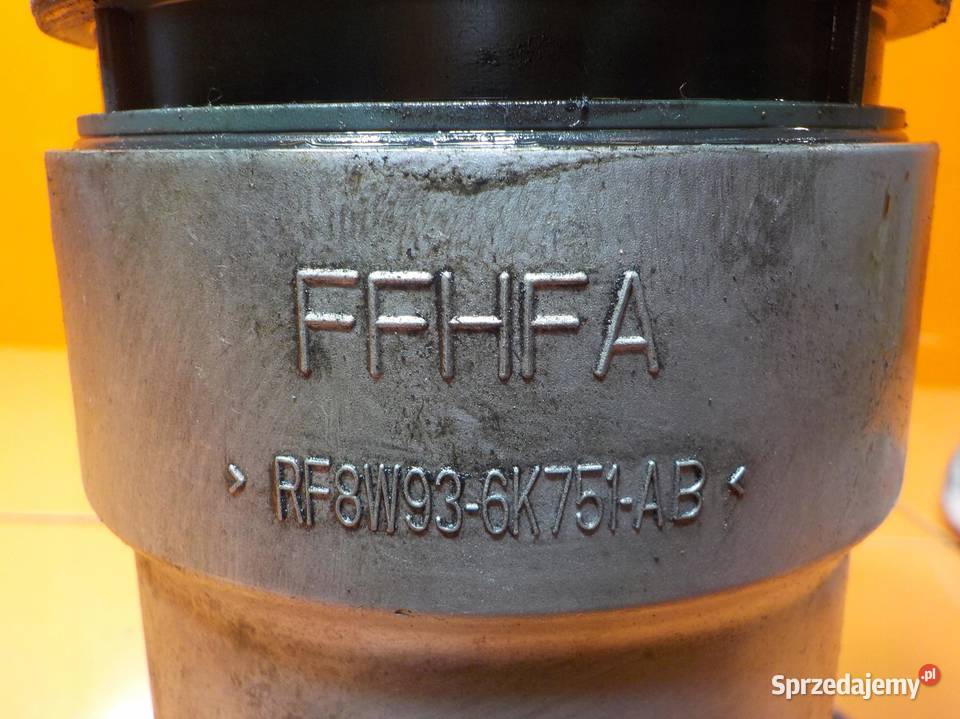 FFHFA
> RF8W93-6K751-AB <
Sprzedajemy.pl